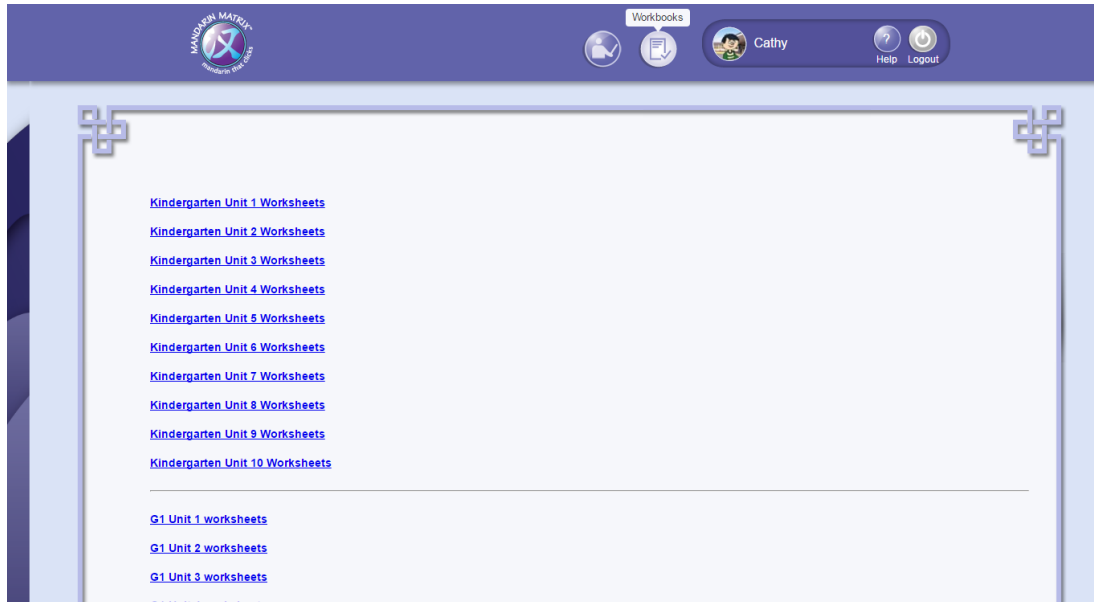 MANDARIN MATRIX™
mandarin that clicks
Workbooks
Cathy
?
Help Logout
Kindergarten Unit 1 Worksheets
Kindergarten Unit 2 Worksheets
Kindergarten Unit 3 Worksheets
Kindergarten Unit 4 Worksheets
Kindergarten Unit 5 Worksheets
Kindergarten Unit 6 Worksheets
Kindergarten Unit 7 Worksheets
Kindergarten Unit 8 Worksheets
Kindergarten Unit 9 Worksheets
Kindergarten Unit 10 Worksheets
G1 Unit 1 worksheets
G1 Unit 2 worksheets
G1 Unit 3 worksheets